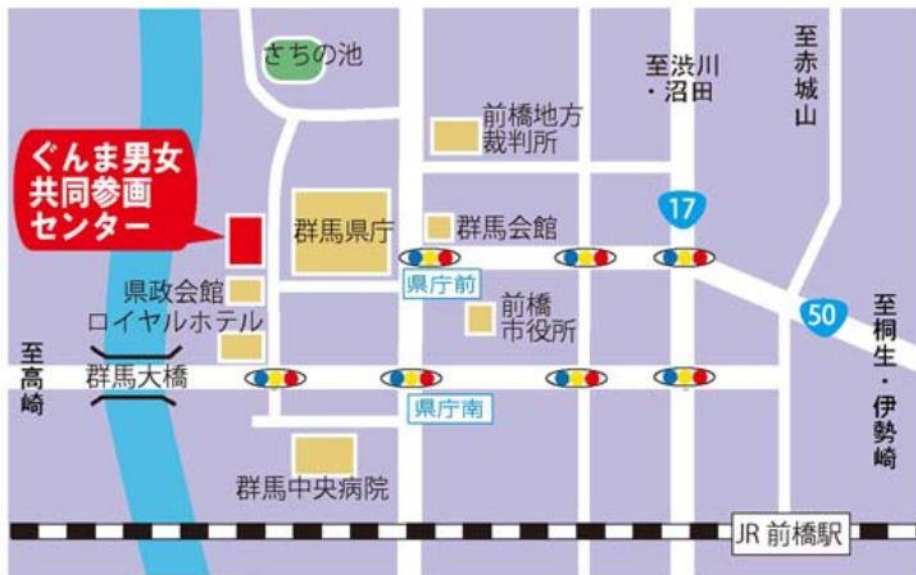 さちの池
至渋川
・沼田
至赤城山
前橋地方
裁判所
ぐんま男女
共同参画
センター
17
群馬県庁
群馬会館
県庁前
県政会館
ロイヤルホテル
前橋
市役所
50
至桐生・伊勢崎
至高崎
群馬大橋
県庁南
群馬中央病院
JR 前橋駅